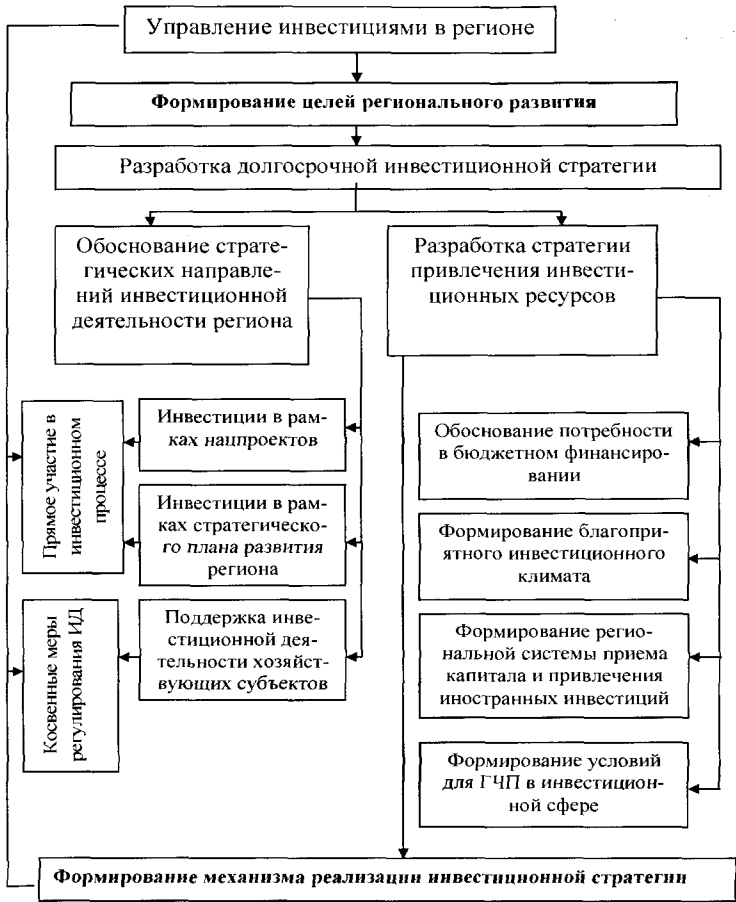 Управление инвестициями в регионе
Формирование целей регионального развития
Разработка долгосрочной инвестиционной стратегии
Обоснование страте-
гических направле-
ний инвестиционной
деятельности региона
Разработка стратегии
привлечения инвести-
ционных ресурсов
Прямое участие в
инвестиционном
процессе
Инвестиции в рам-
ках нацпроектов
Инвестиции в рам-
ках стратегическо-
го плана развития
региона
Косвенные меры
регулирования ИД
Поддержка инве-
стиционной дея-
тельности хозяйст-
вующих субъектов
Обоснование потребности
в бюджетном финансиро-
вании
Формирование благопри-
ятного инвестиционного
климата
Формирование регио-
нальной системы приема
капитала и привлечения
иностранных инвестиций
Формирование условий
для ГЧП в инвестицион-
ной сфере
Формирование механизма реализации инвестиционной стратегии